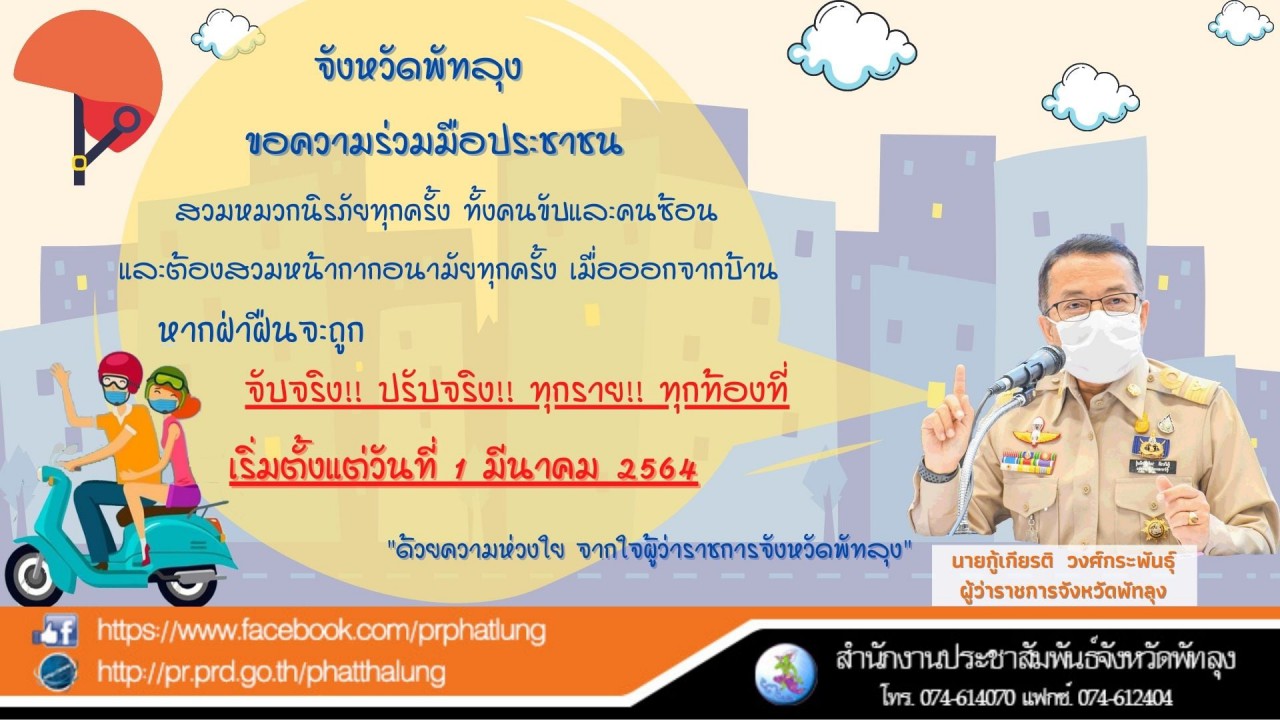 จังหวัดพัทลุง
ขอความร่วมมือประชาชน
สวมหมวกนิรภัยทุกครั้ง ทั้งคนขับและคนซ้อน
และต้องสวมหน้ากากอนามัยทุกครั้ง เมื่อออกจากบ้าน
หากฝ่าฝืนจะถูก
จับจริง!! ปรับจริง!! ทุกราย!! ทุกท้องที่
เริ่มตั้งแต่วันที่ 1 มีนาคม 2564
"ด้วยความห่วงใย จากใจผู้ว่าราชการจังหวัดพัทลุง"
นายกู้เกียรติ วงศ์กระพันธุ์
ผู้ว่าราชการจังหวัดพัทลุง
https://www.facebook.com/prphatlung
http://pr.prd.go.th/phatthalung
สำนักงานประชาสัมพันธ์จังหวัดพัทลุง
โทร. 074-614070 แฟกซ์. 074-612404